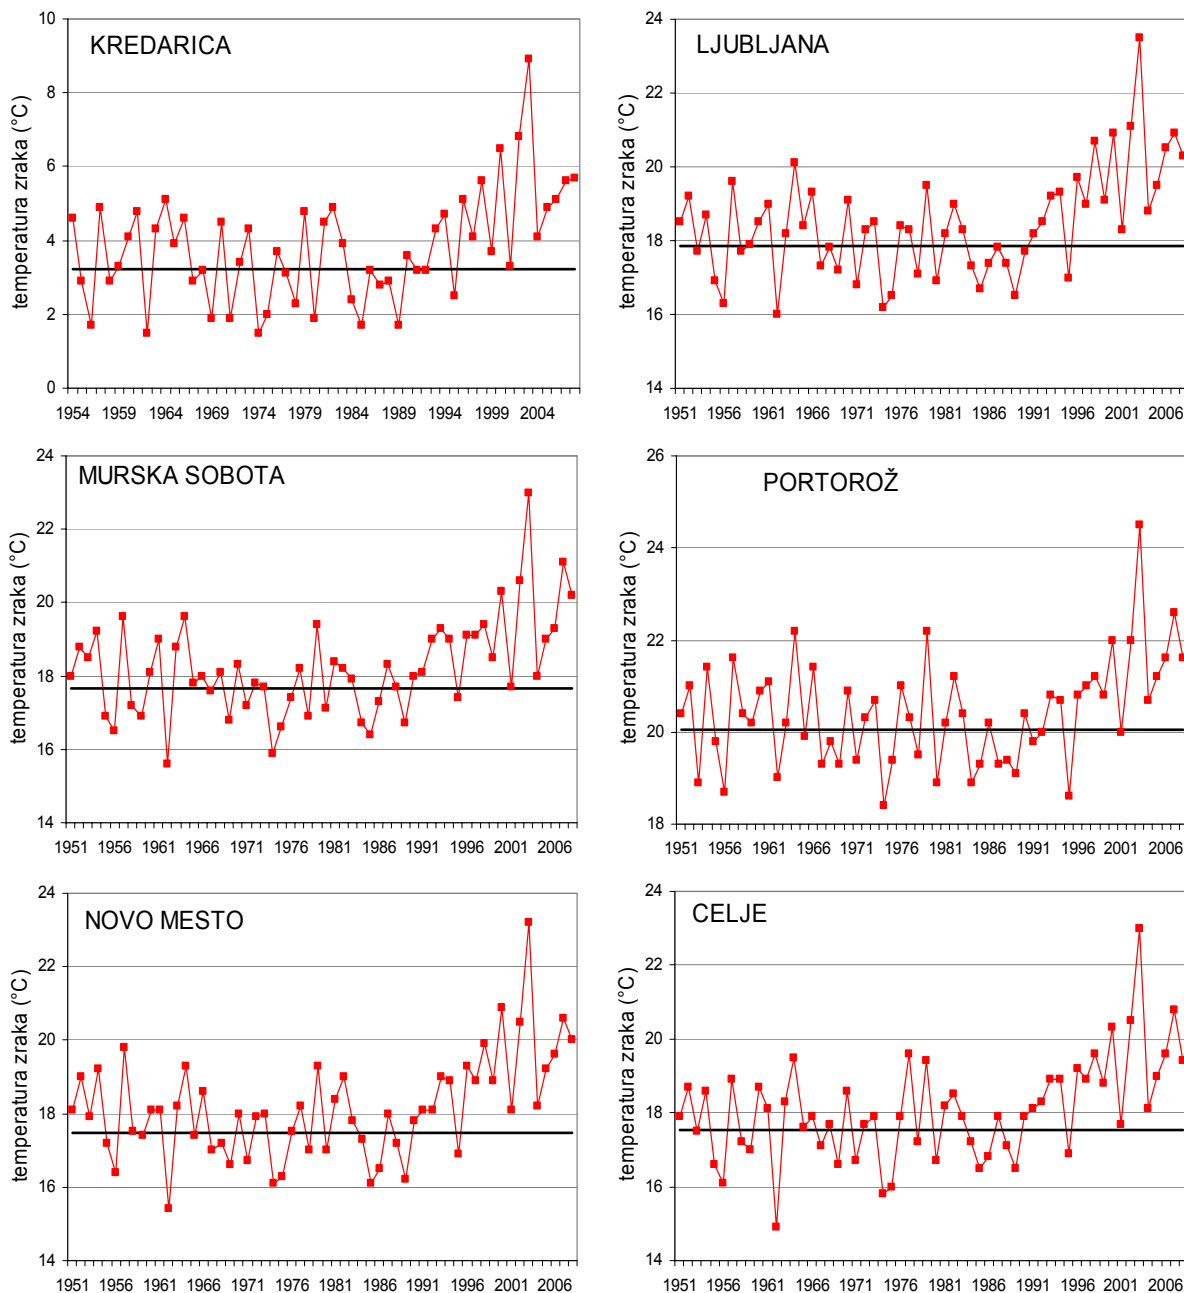 KREDARICA
temperatura zraka (°C)
10
8
6
4
2
0
1954 1959 1964 1969 1974 1979 1984 1989 1994 1999 2004
LJUBLJANA
temperatura zraka (°C)
24
22
20
18
16
14
1951 1956 1961 1966 1971 1976 1981 1986 1991 1996 2001 2006
MURSKA SOBOTA
temperatura zraka (°C)
24
22
20
18
16
14
1951 1956 1961 1966 1971 1976 1981 1986 1991 1996 2001 2006
PORTOROŽ
temperatura zraka (°C)
26
24
22
20
18
1951 1956 1961 1966 1971 1976 1981 1986 1991 1996 2001 2006
NOVO MESTO
temperatura zraka (°C)
24
22
20
18
16
14
1951 1956 1961 1966 1971 1976 1981 1986 1991 1996 2001 2006
CELJE
temperatura zraka (°C)
24
22
20
18
16
14
1951 1956 1961 1966 1971 1976 1981 1986 1991 1996 2001 2006